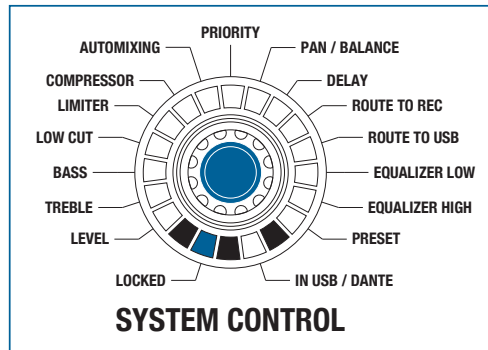 PRIORITY
AUTOMIXING
PAN / BALANCE
COMPRESSOR
DELAY
LIMITER
ROUTE TO REC
LOW CUT
ROUTE TO USB
BASS
EQUALIZER LOW
TREBLE
EQUALIZER HIGH
LEVEL
PRESET
LOCKED
IN USB / DANTE
SYSTEM CONTROL